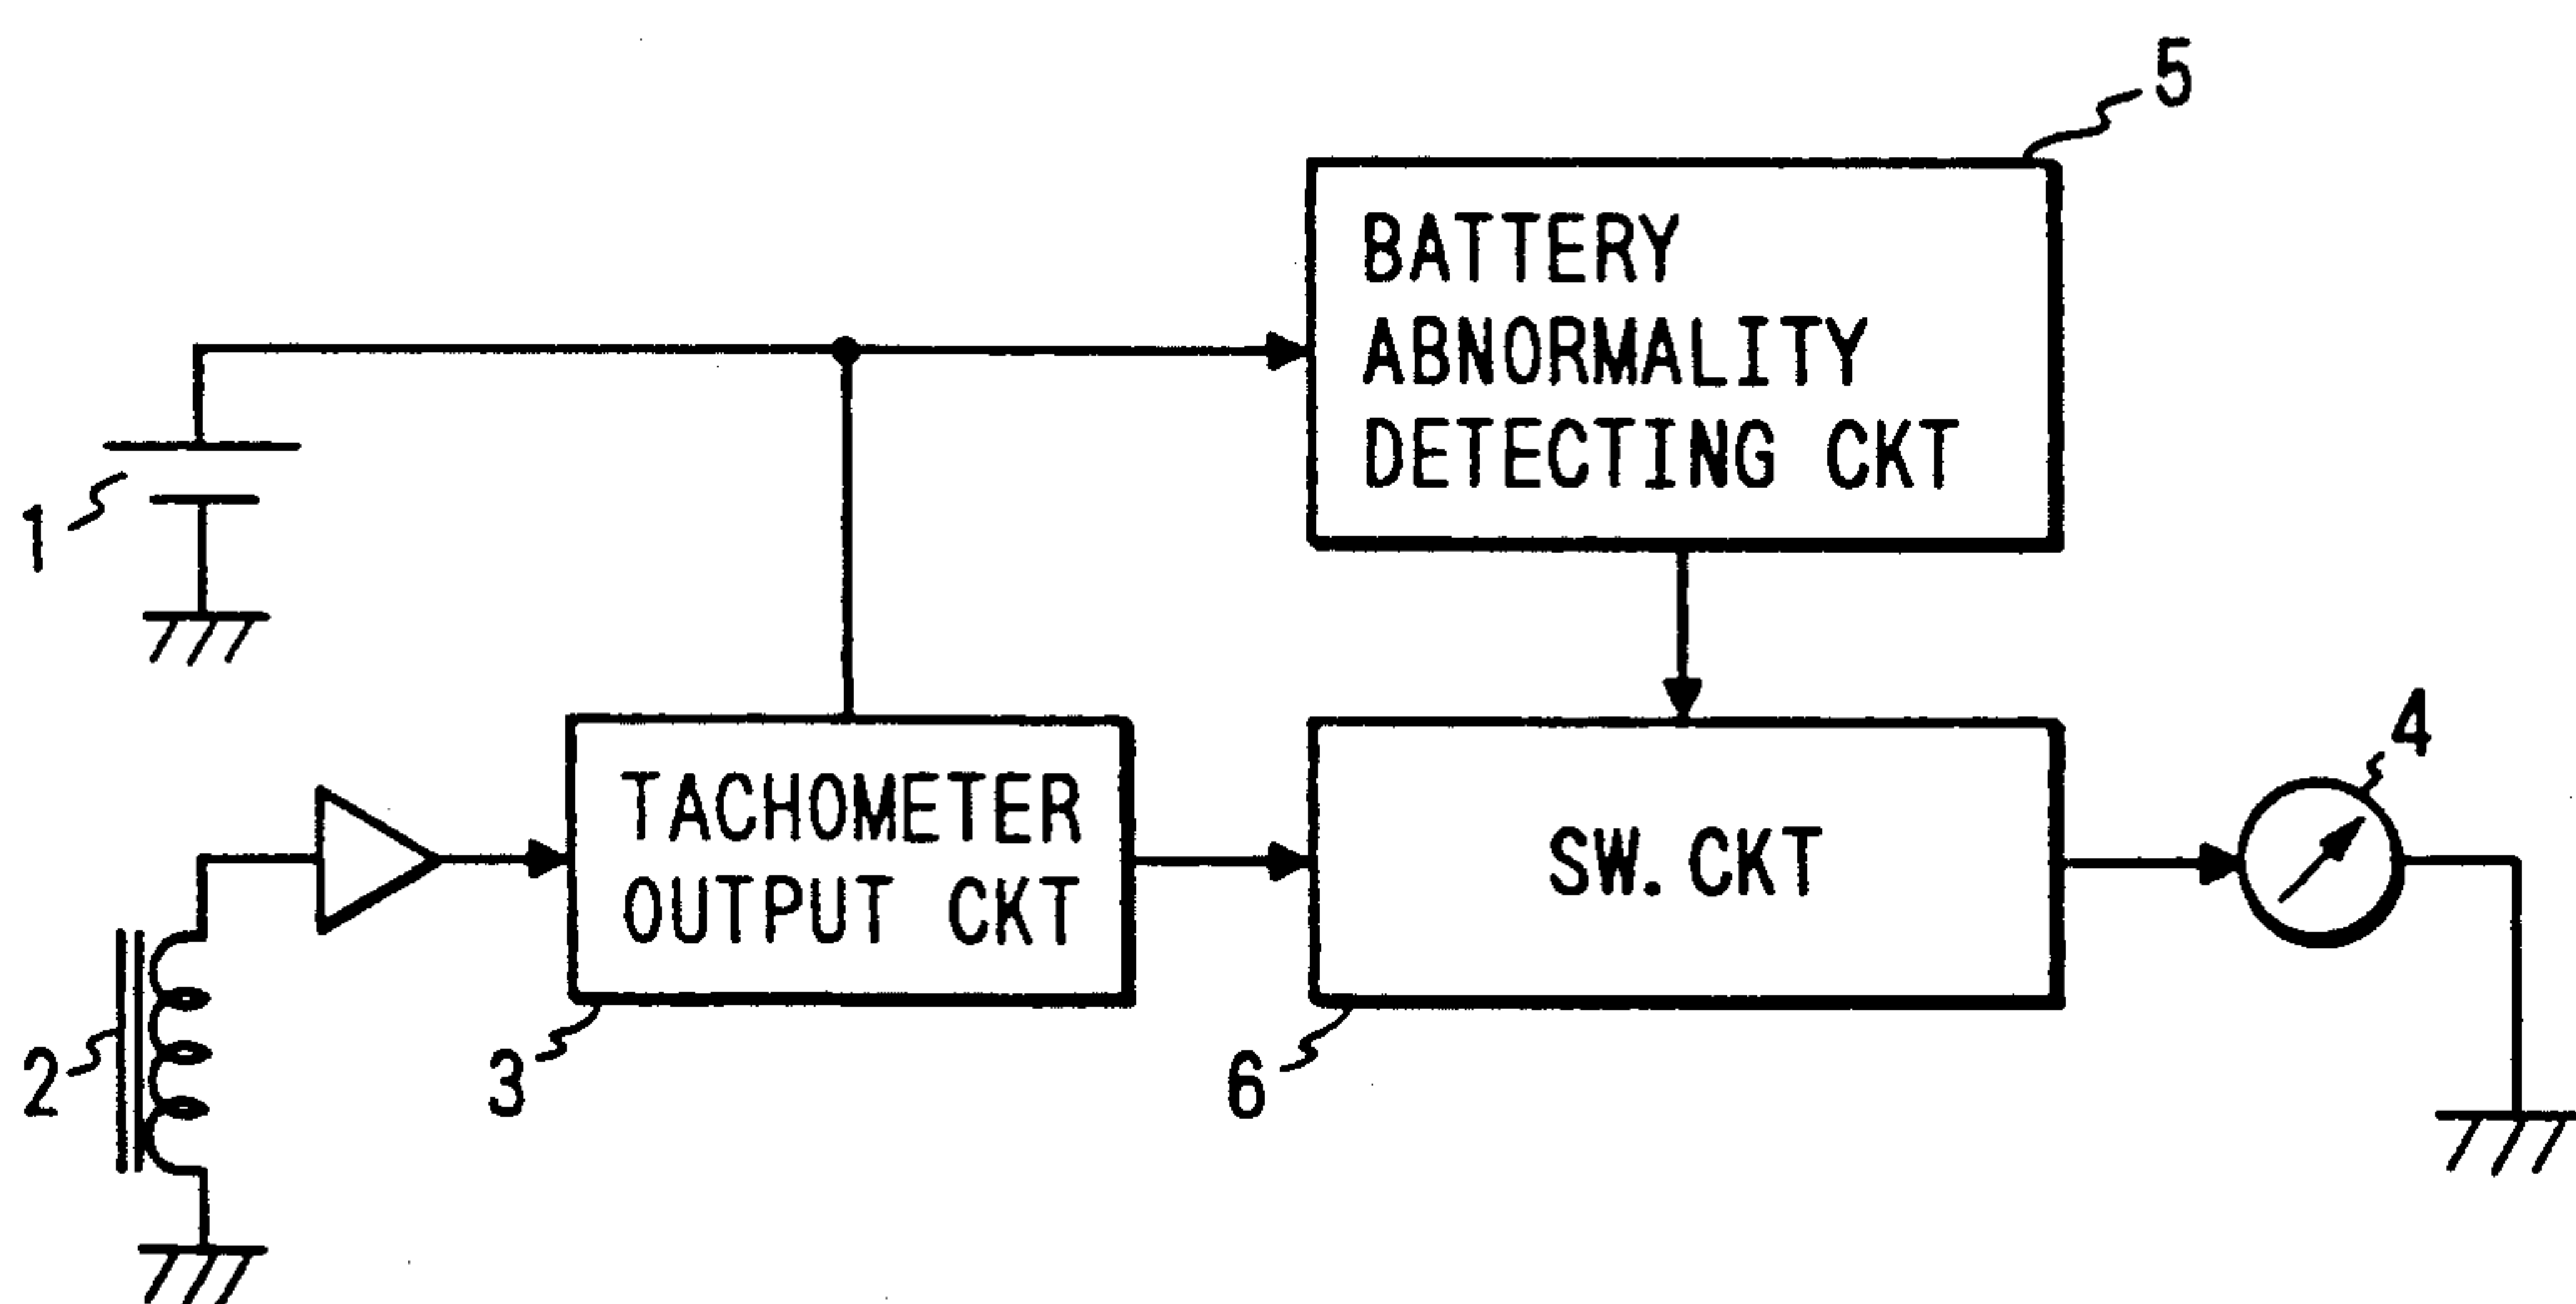 5
BATTERY
ABNORMALITY
DETECTING CKT
1
4
TACHOMETER
OUTPUT CKT
SW. CKT
2
3
6